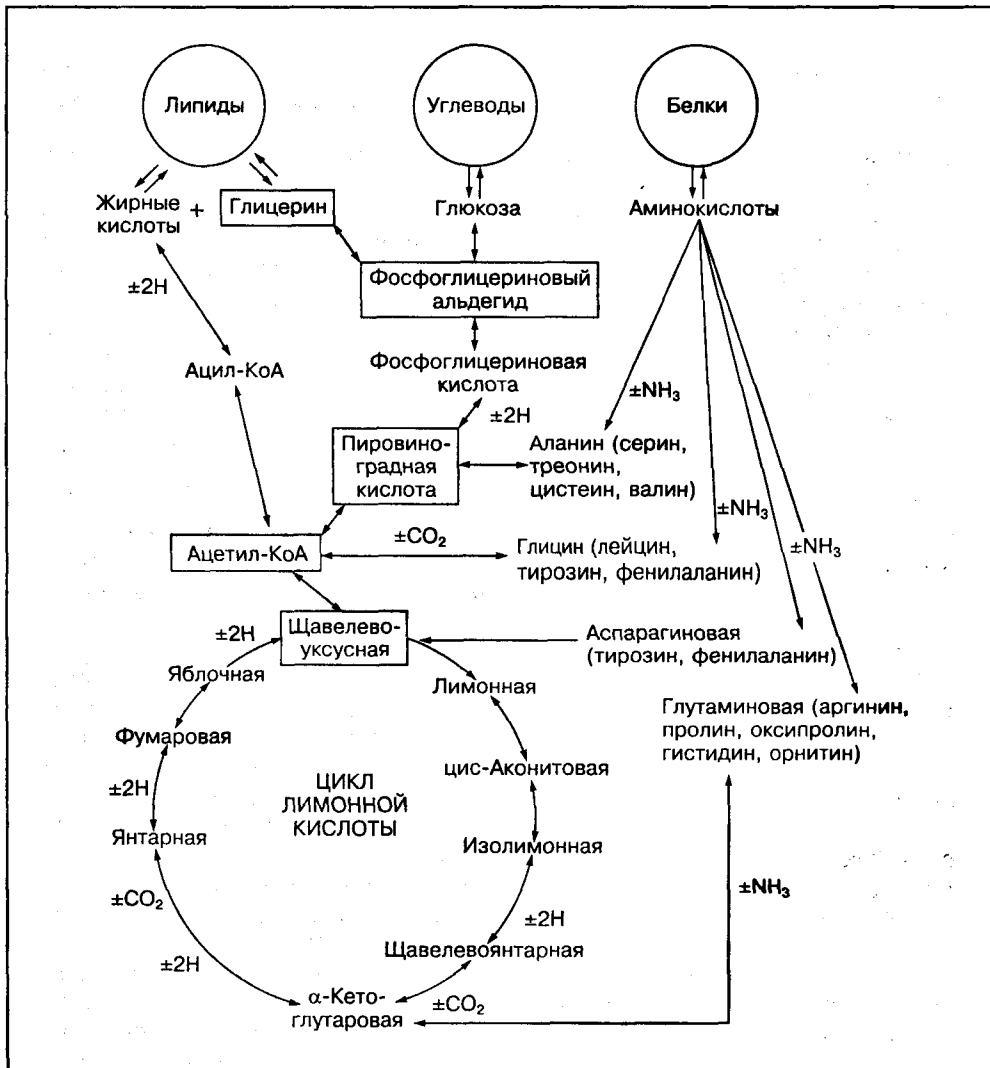 Липиды
Углеводы
Белки
Жирные
кислоты
+
Глицерин
Глюкоза
Аминокислоты
±2H
Фосфоглицериновый
альдегид
Ацил-КоА
Фосфоглицериновая
кислота
±2H
±NH₃
Пировино-
градная
кислота
Аланин (серин,
треонин,
цистеин, валин)
±NH₃
±NH₃
Ацетил-КоА
±CO₂
Глицин (лейцин,
тирозин, фенилаланин)
±2H
Щавелево-
уксусная
Аспарагиновая
(тирозин, фенилаланин)
Яблочная
Лимонная
Глутаминовая (аргинин,
пролин, оксипролин,
гистидин, орнитин)
Фумаровая
цис-Аконитовая
±2H
ЦИКЛ
ЛИМОННОЙ
КИСЛОТЫ
Янтарная
Изолимонная
±CO₂
±NH₃
±2H
Щавелевоянтарная
±2H
α-Кето-
глутаровая
±CO₂